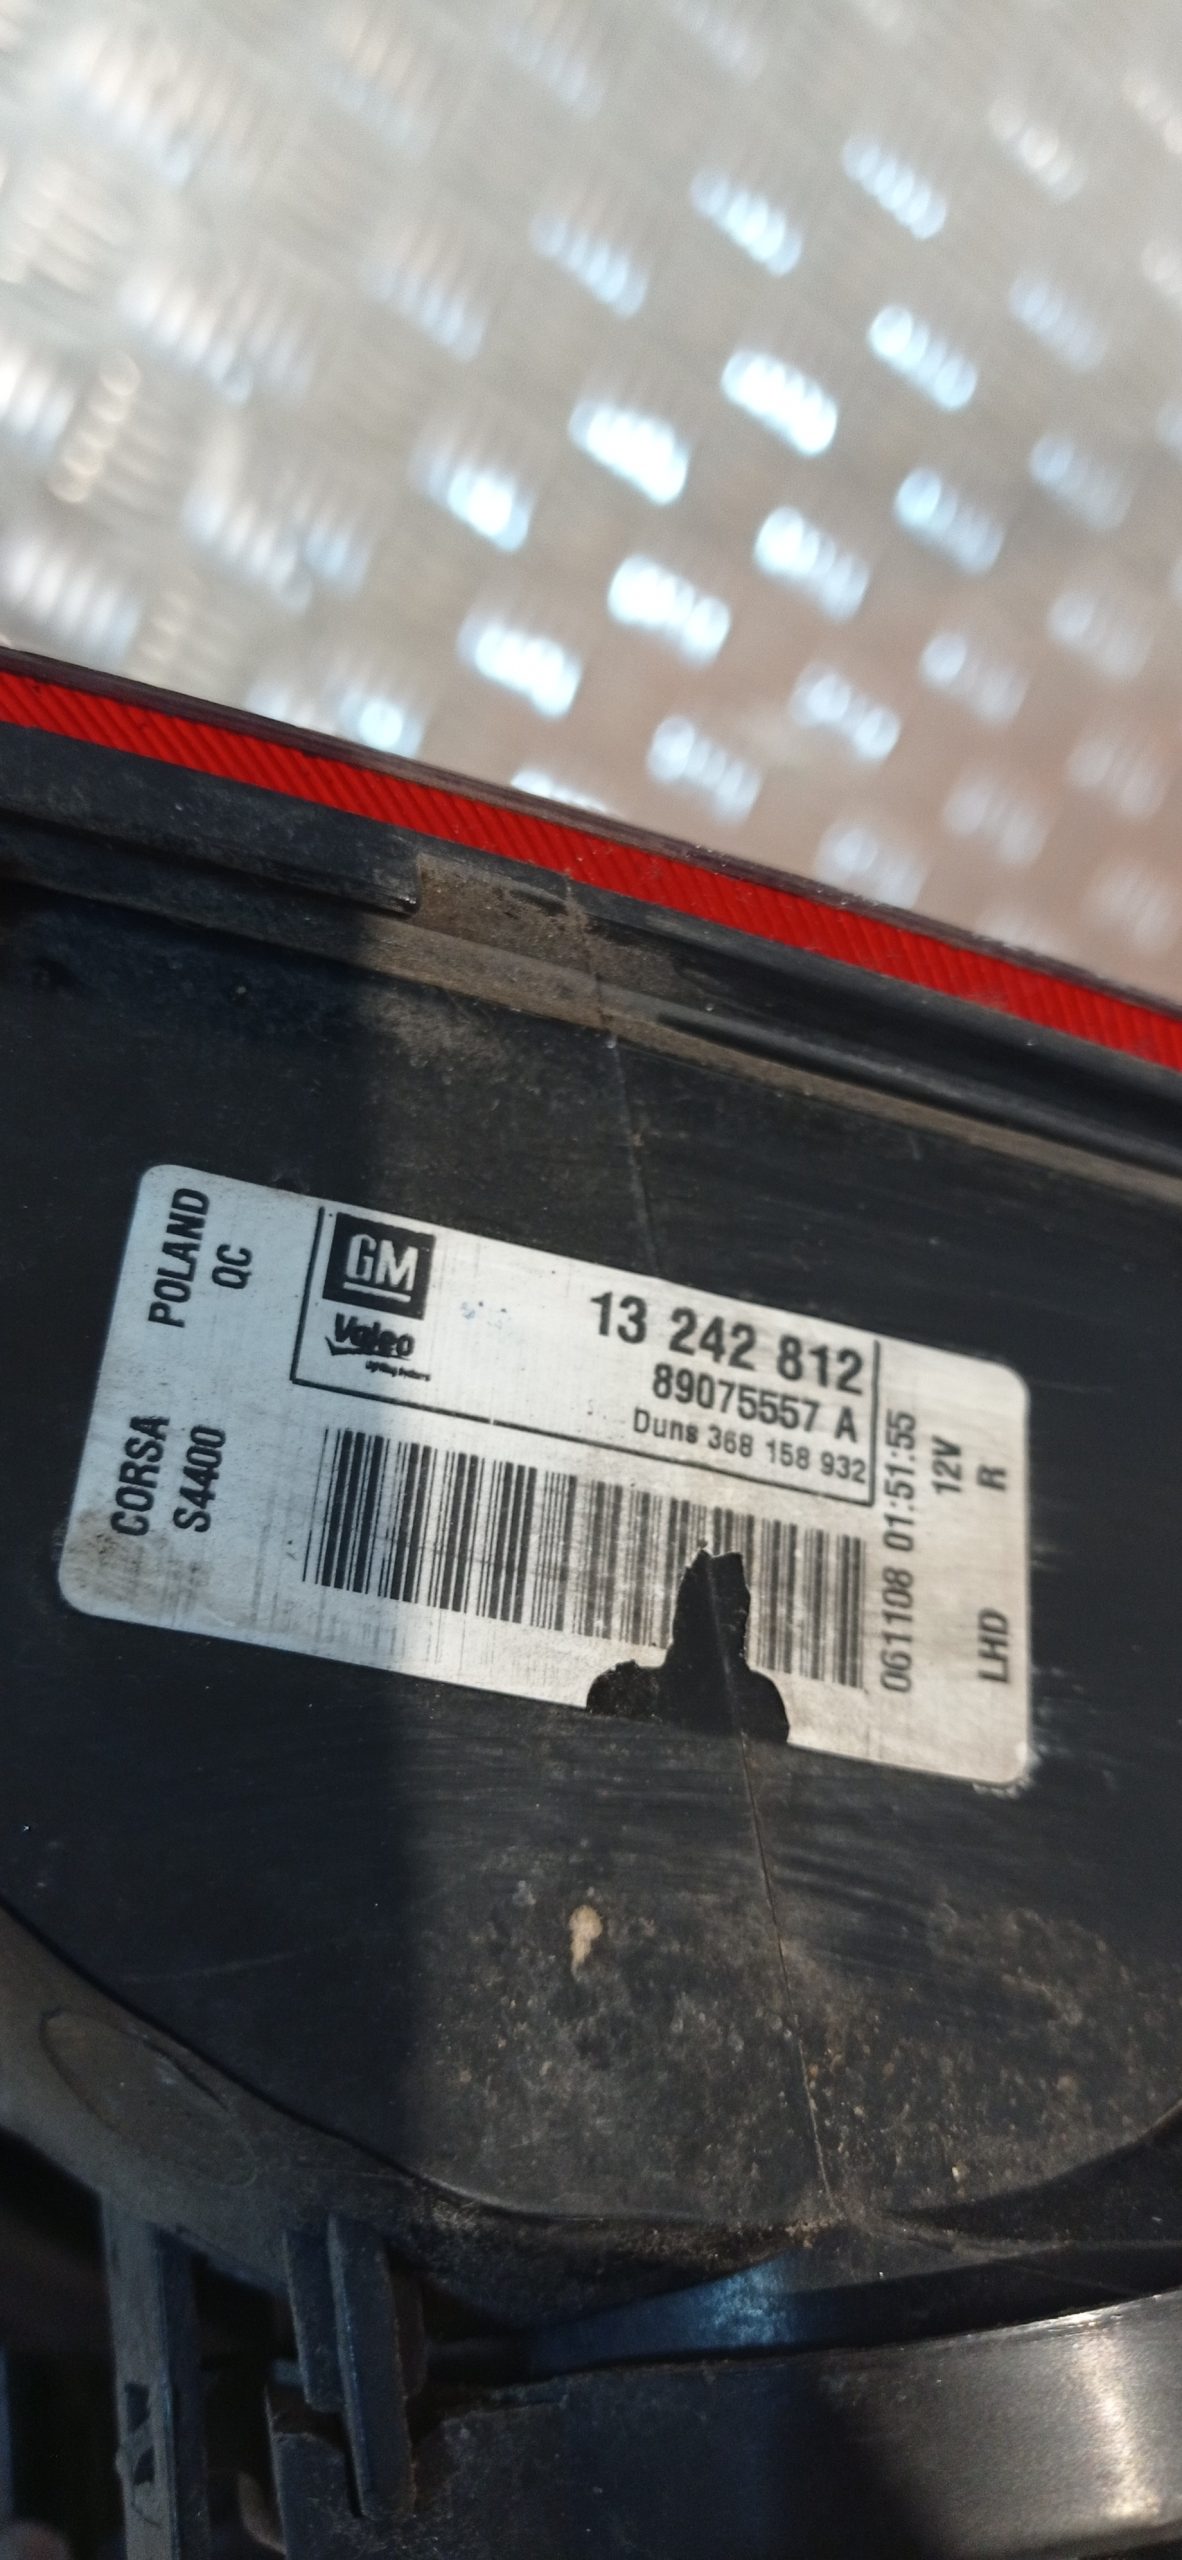 POLAND
QC
CORSA
S4400
GM
Valeo
13 242 812
89075557 A
Duns 368 158 932
061108 01:51:55
12V
LHD R